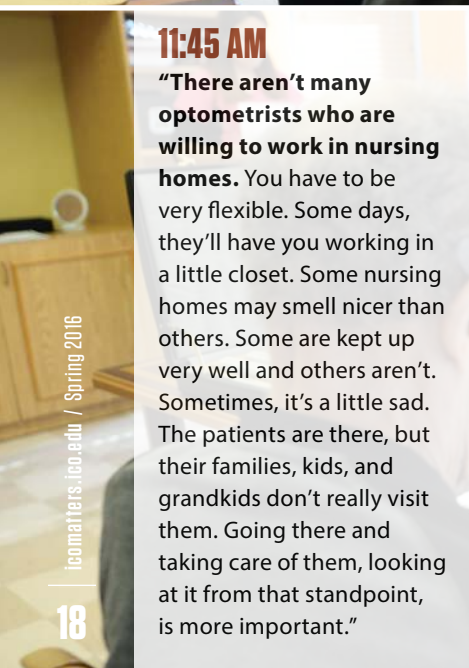 11:45 AM
“There aren’t many
optometrists who are
willing to work in nursing
homes. You have to be
very flexible. Some days,
they’ll have you working in
a little closet. Some nursing
homes may smell nicer than
others. Some are kept up
very well and others aren’t.
Sometimes, it’s a little sad.
The patients are there, but
their families, kids, and
grandkids don’t really visit
them. Going there and
taking care of them, looking
at it from that standpoint,
is more important.”
icomatters.ico.edu / Spring 2016
18